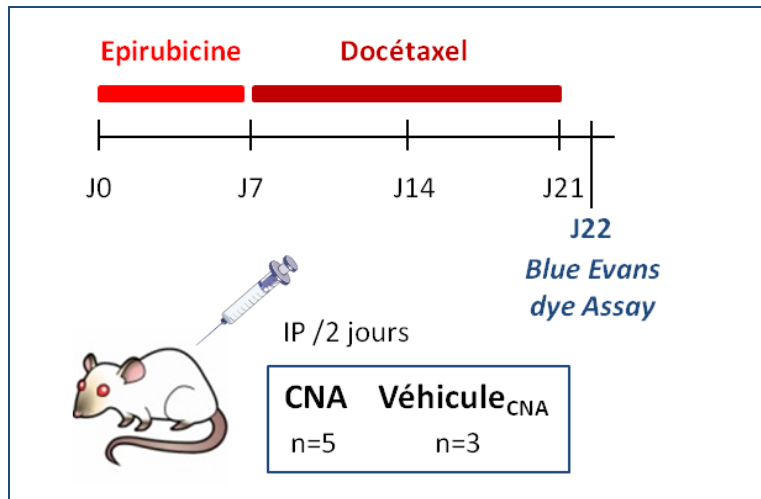 Epirubicine Docétaxel
J0 J7 J14 J21
J22
Blue Evans
dye Assay
IP /2 jours
CNA VéhiculeCNA
n=5 n=3